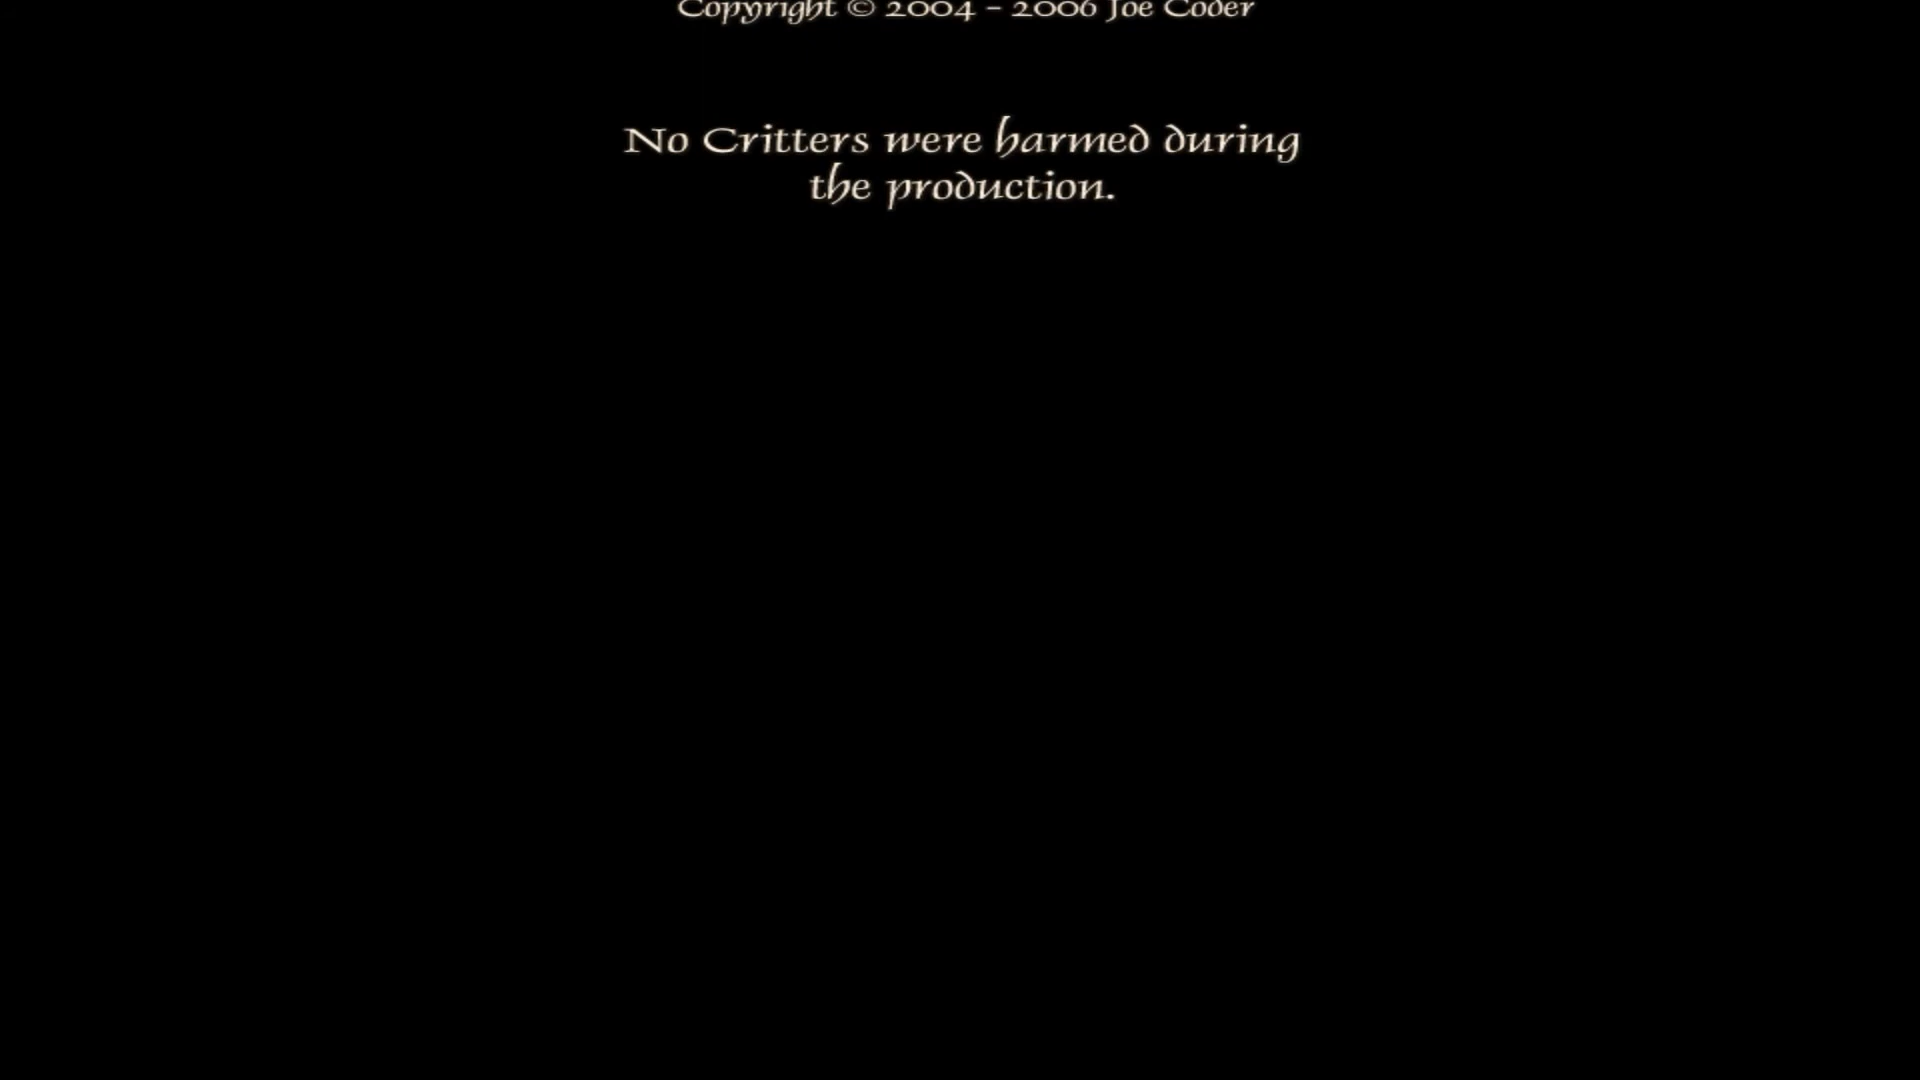 Copyright © 2004 - 2006 Joe Coder
No Critters were harmed during
the production.